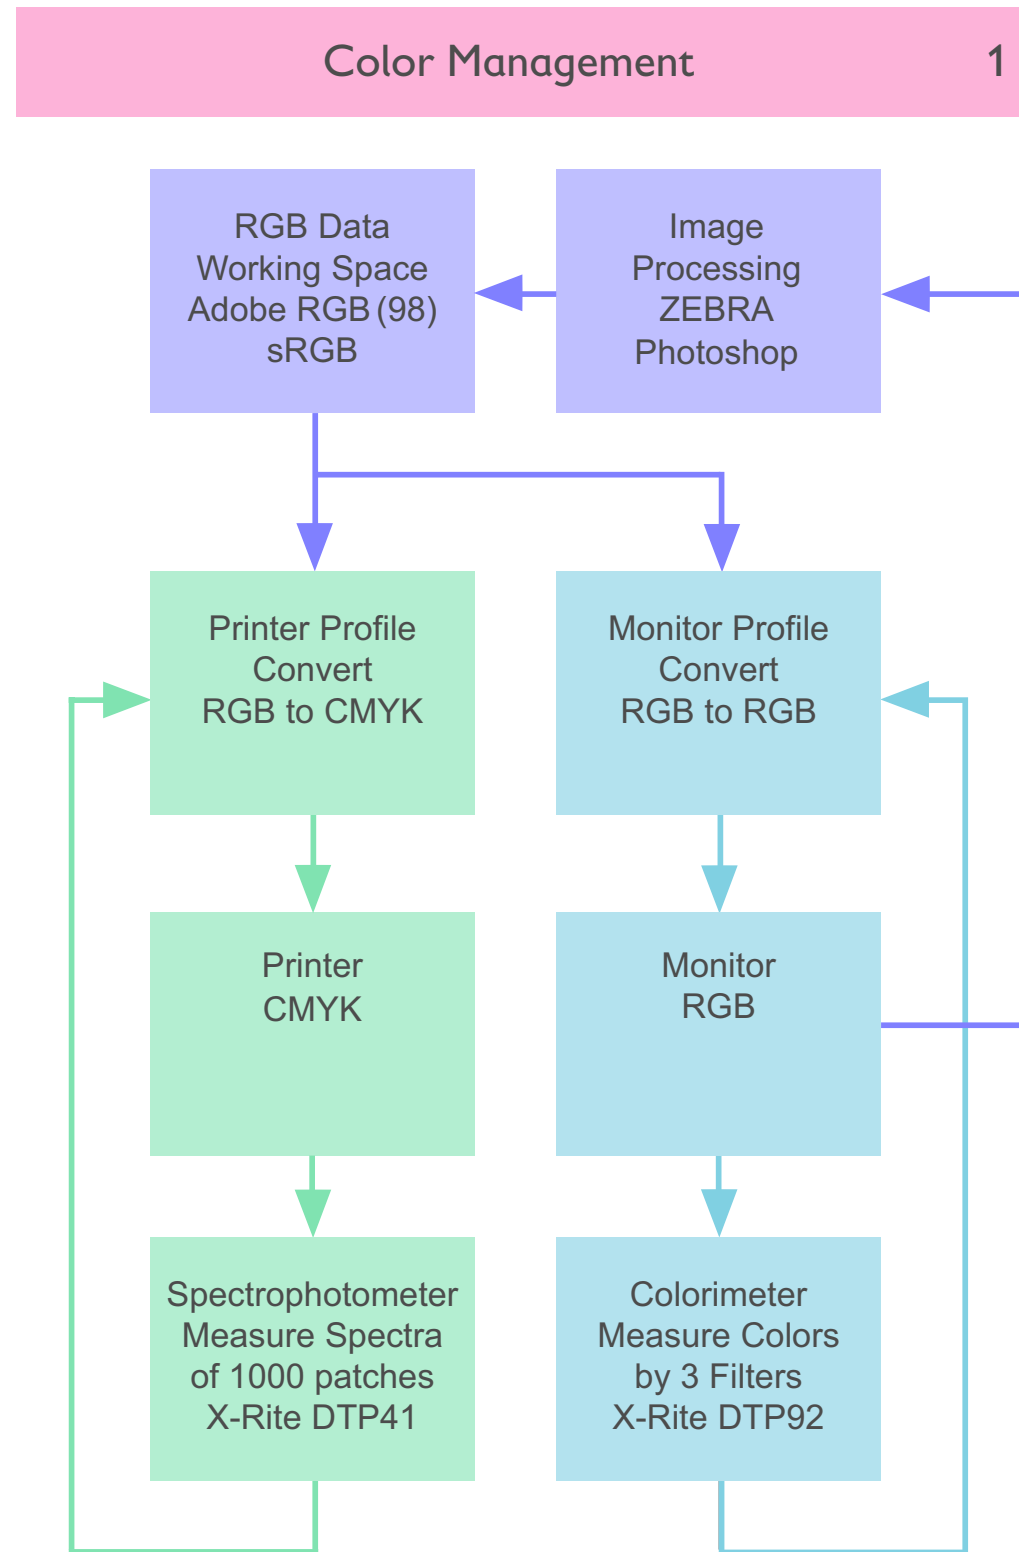 Color Management 1
RGB Data
Working Space
Adobe RGB (98)
sRGB
Image
Processing
ZEBRA
Photoshop
Printer Profile
Convert
RGB to CMYK
Monitor Profile
Convert
RGB to RGB
Printer
CMYK
Monitor
RGB
Spectrophotometer
Measure Spectra
of 1000 patches
X-Rite DTP41
Colorimeter
Measure Colors
by 3 Filters
X-Rite DTP92